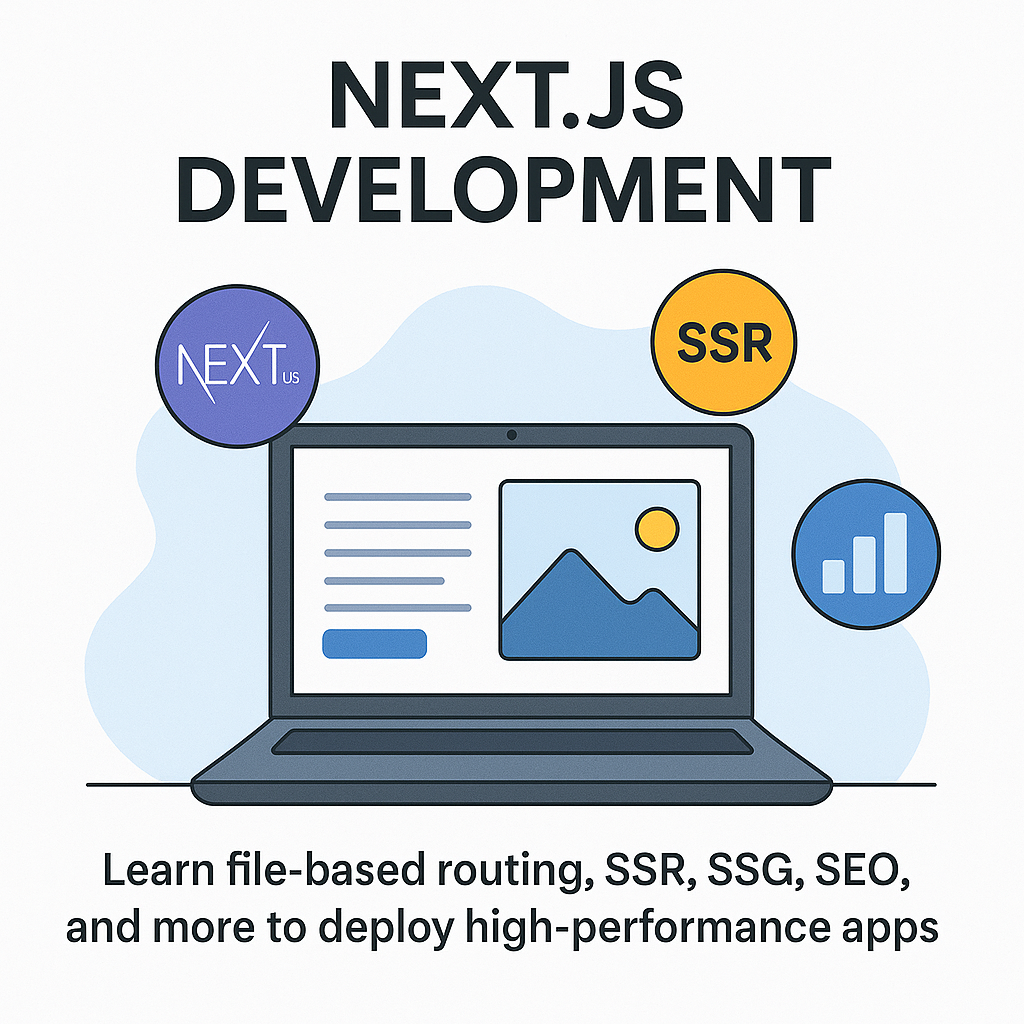 NEXT.JS
DEVELOPMENT
NEXT US
SSR
Learn file-based routing, SSR, SSG, SEO,
and more to deploy high-performance apps